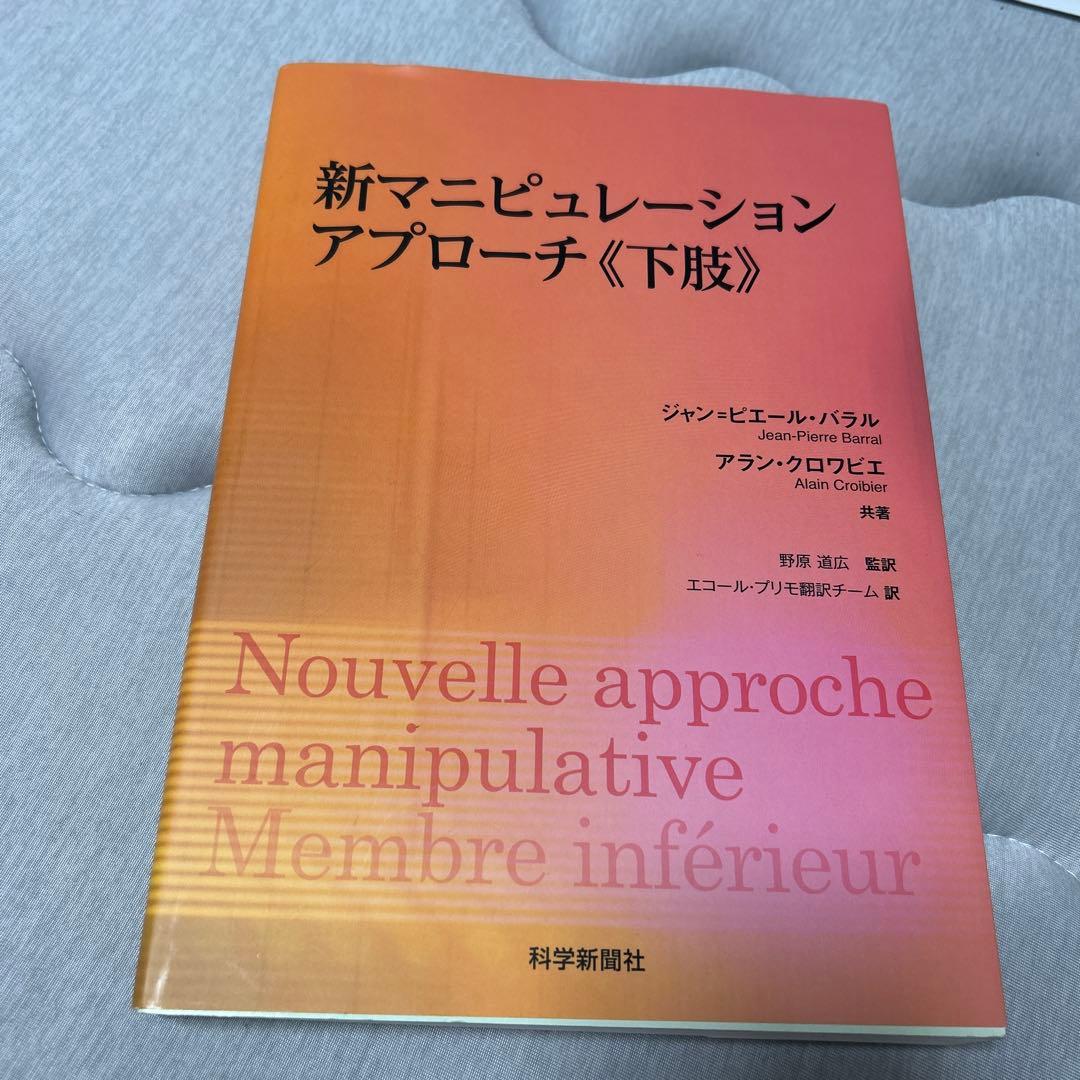 新マニピュレーション
アプローチ《下肢》
ジャン＝ピエール・バラル
Jean-Pierre Barral
アラン・クロワビエ
Alain Croibier
共著
野原 道広 監訳
エコール・プリモ翻訳チーム 訳
Nouvelle approche
manipulative
Membre inférieur
科学新聞社